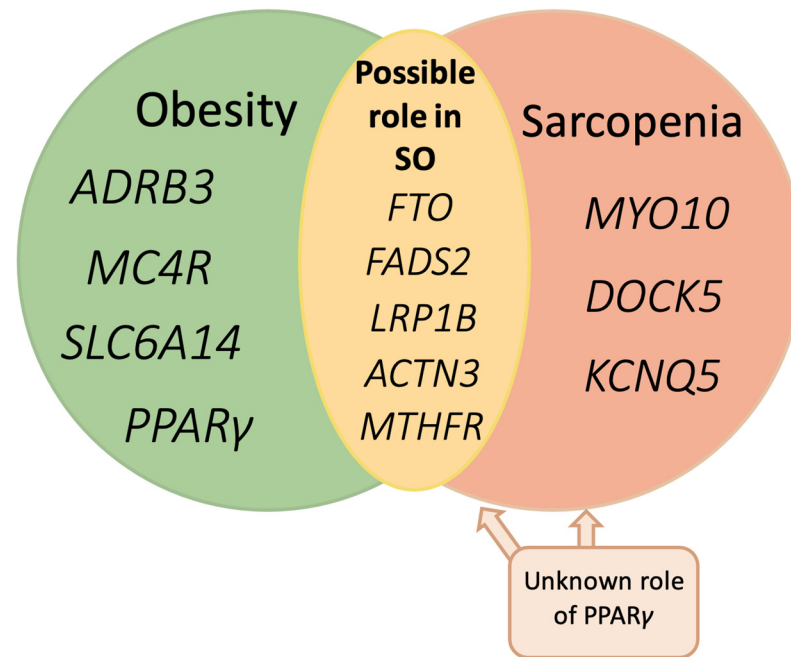 Obesity
ADRB3
MC4R
SLC6A14
PPARγ
Possible
role in
SO
FTO
FADS2
LRP1B
ACTN3
MTHFR
Sarcopenia
MYO10
DOCK5
KCNQ5
Unknown role
of PPARγ